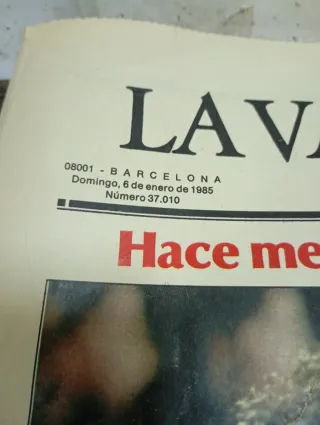 LA VA
08001 - BARCELONA
Domingo, 6 de enero de 1985
Número 37.010
Hace me